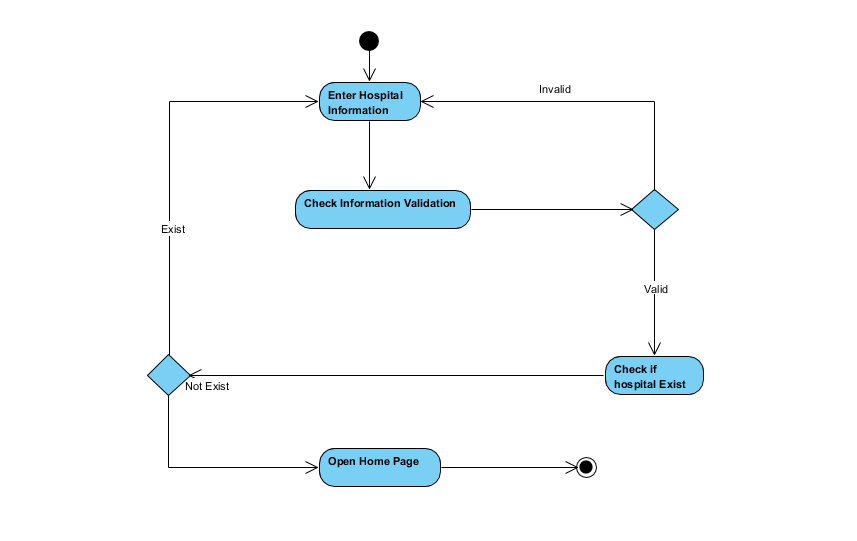 Enter Hospital
Information
Invalid
Check Information Validation
Exist
Valid
Check if
hospital Exist
Not Exist
Open Home Page